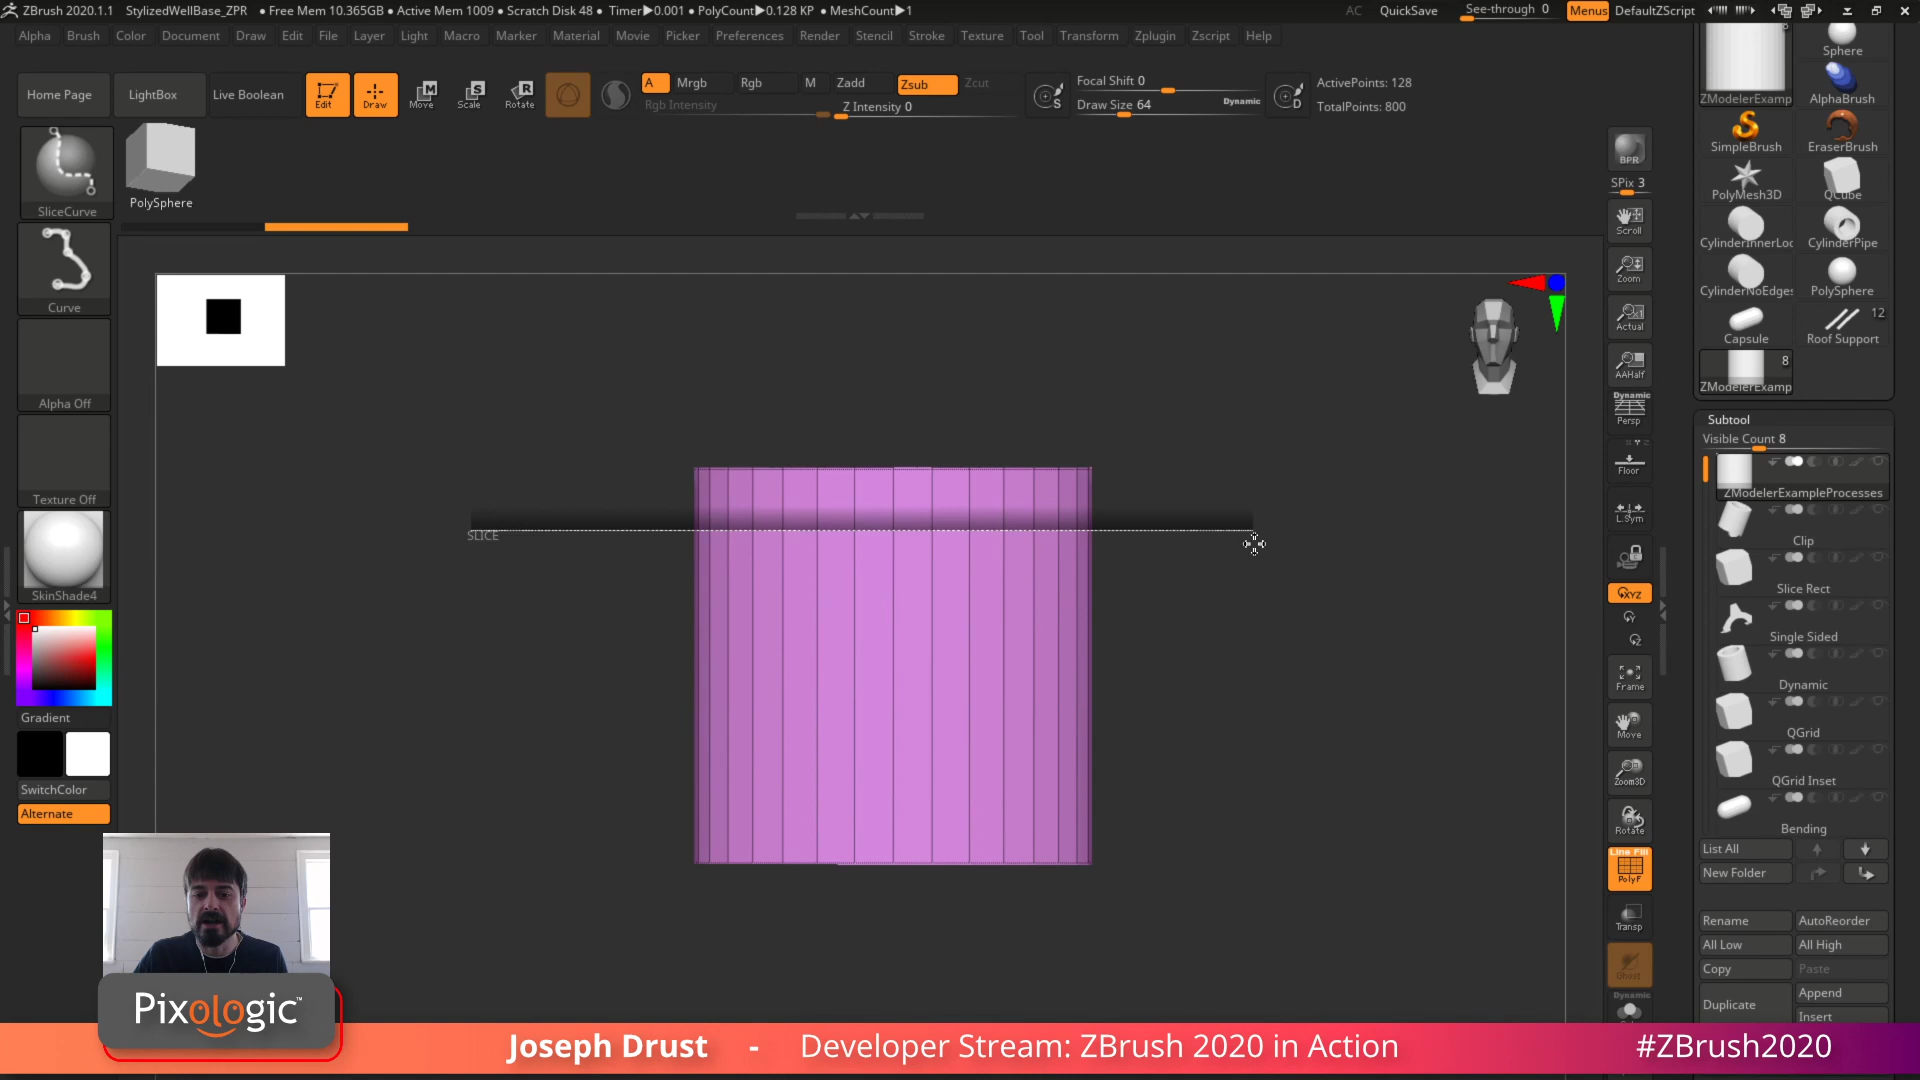 ZBrush 2020.1.1 StylizedWellBase_ZPR • Free Mem 10.365GB • Active Mem 1009 • Scratch Disk 48 • Timer▶0.001 • PolyCount▶0.128 KP • MeshCount▶1
AC QuickSave See-through 0 Menus DefaultZScript
Alpha Brush Color Document Draw Edit File Layer Light Macro Marker Material Movie Picker Preferences Render Stencil Stroke Texture Tool Transform Zplugin Zscript Help
Home Page LightBox Live Boolean Edit Draw Move Scale Rotate
A Mrgb Rgb M Zadd Zsub Zcut
Rgb Intensity Z Intensity 0
Focal Shift 0
Draw Size 64 Dynamic
ActivePoints: 128
TotalPoints: 800
SliceCurve
PolySphere
Curve
Alpha Off
Texture Off
SkinShade4
Gradient
SwitchColor
Alternate
SLICE
BPR
SPix 3
Scroll
Zoom
Actual
AAHalf
Dynamic
Persp
Floor
L.Sym
XYZ
Y
Z
Frame
Move
Zoom3D
Rotate
Line Fill
PolyF
Transp
Ghost
Dynamic
Sphere
ZModelerExamp AlphaBrush
SimpleBrush EraserBrush
PolyMesh3D QCube
CylinderInnerLoc CylinderPipe
CylinderNoEdges PolySphere
12
Capsule Roof Support
8
ZModelerExamp
Subtool
Visible Count 8
ZModelerExampleProcesses
Clip
Slice Rect
Single Sided
Dynamic
QGrid
QGrid Inset
Bending
List All
New Folder
Rename AutoReorder
All Low All High
Copy Paste
Duplicate Append
Insert
Pixologic™
Joseph Drust - Developer Stream: ZBrush 2020 in Action #ZBrush2020